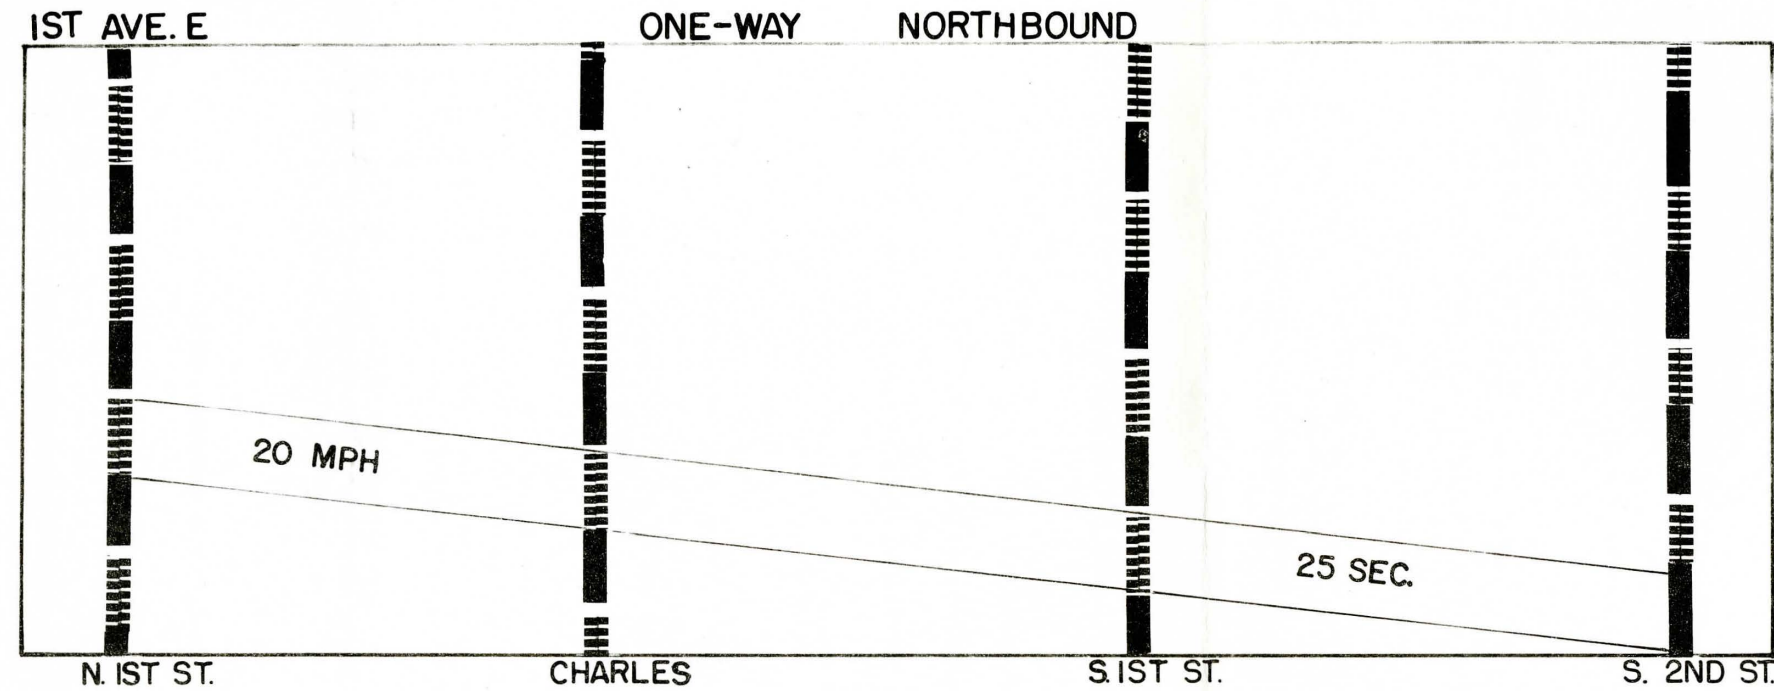 1ST AVE. E ONE-WAY NORTHBOUND
20 MPH
25 SEC.
N. 1ST ST. CHARLES S. 1ST ST. S. 2ND ST.